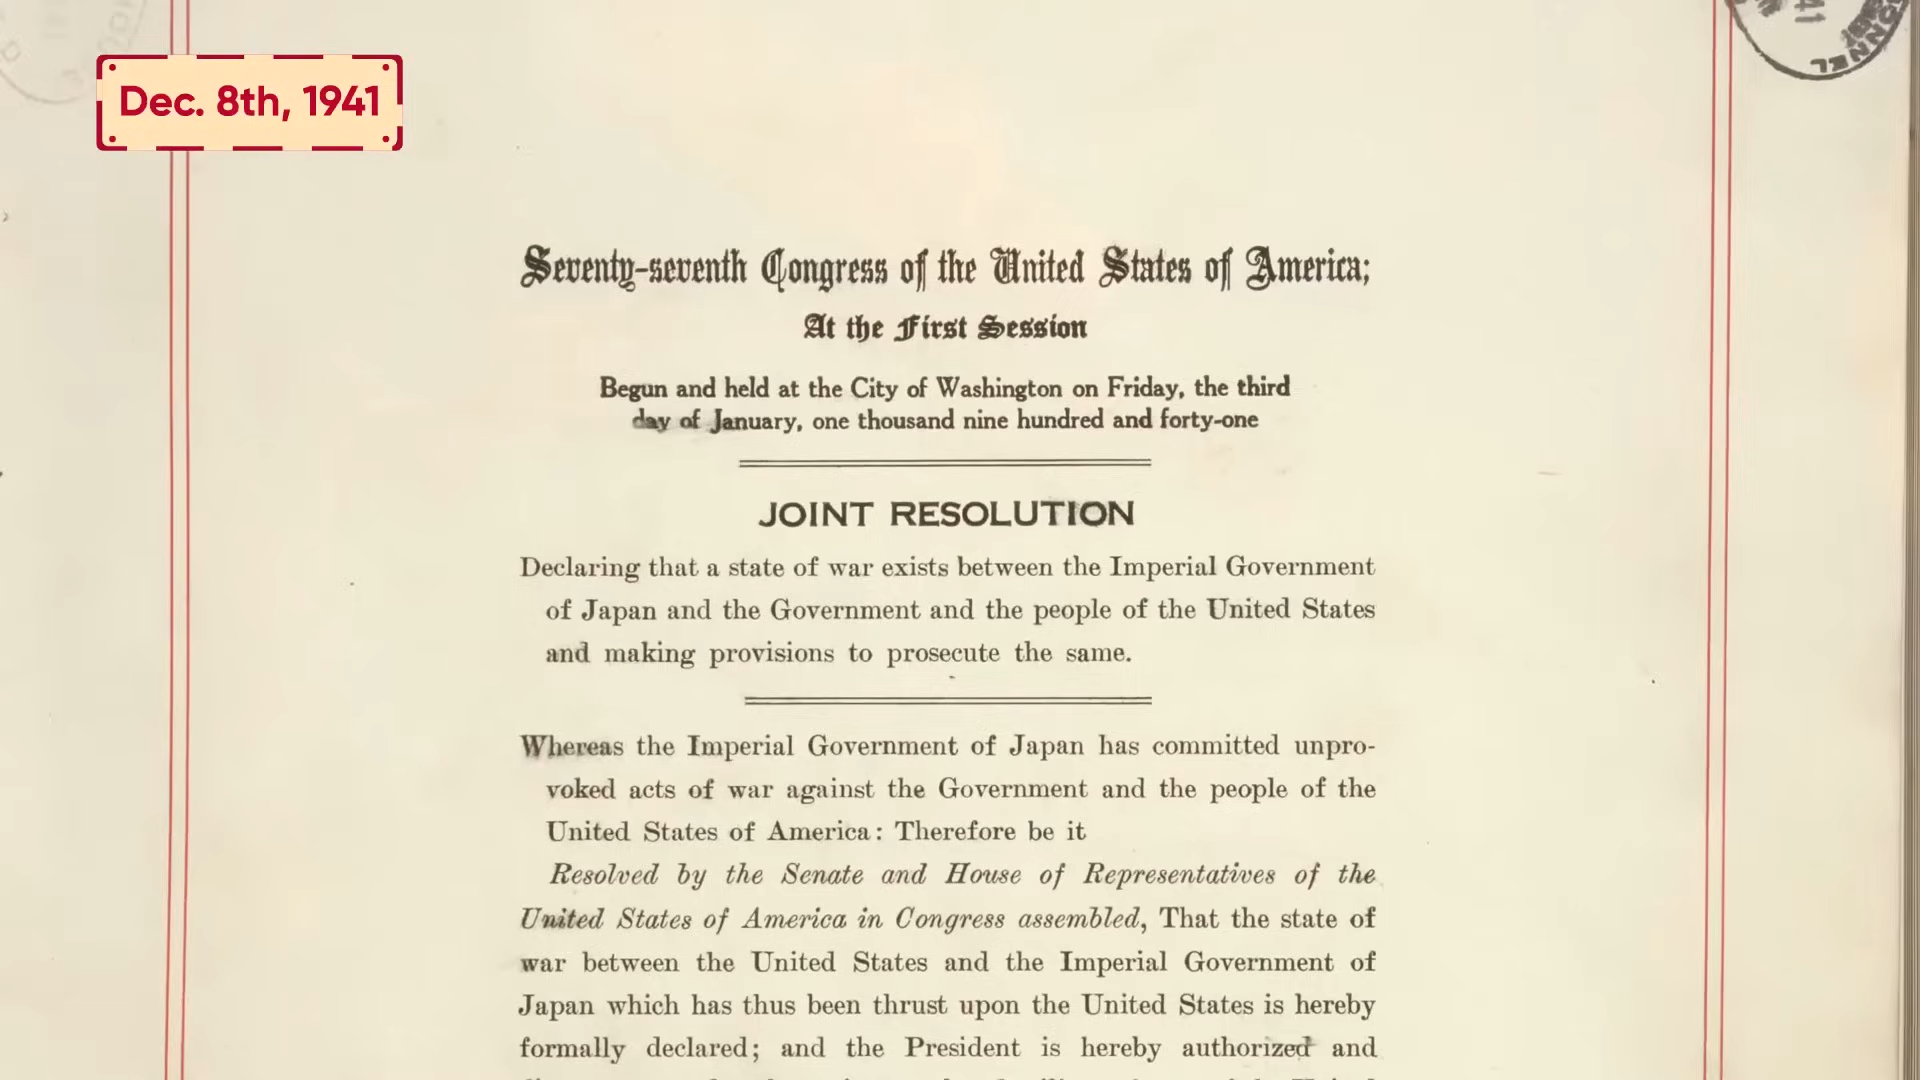 Dec. 8th, 1941
Seventy-seventh Congress of the United States of America;
At the First Session
Begun and held at the City of Washington on Friday, the third
day of January, one thousand nine hundred and forty-one
JOINT RESOLUTION
Declaring that a state of war exists between the Imperial Government
of Japan and the Government and the people of the United States
and making provisions to prosecute the same.
Whereas the Imperial Government of Japan has committed unpro-
voked acts of war against the Government and the people of the
United States of America: Therefore be it
Resolved by the Senate and House of Representatives of the
United States of America in Congress assembled, That the state of
war between the United States and the Imperial Government of
Japan which has thus been thrust upon the United States is hereby
formally declared; and the President is hereby authorized and